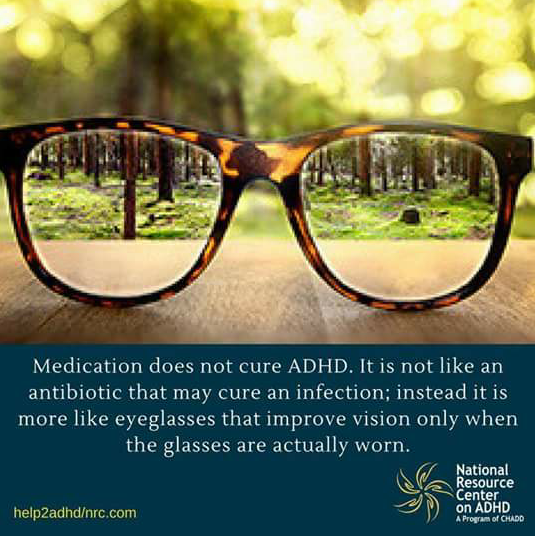 Medication does not cure ADHD. It is not like an
antibiotic that may cure an infection; instead it is
more like eyeglasses that improve vision only when
the glasses are actually worn.
National
Resource
Center
on ADHD
A Program of CHADD
help2adhd/nrc.com